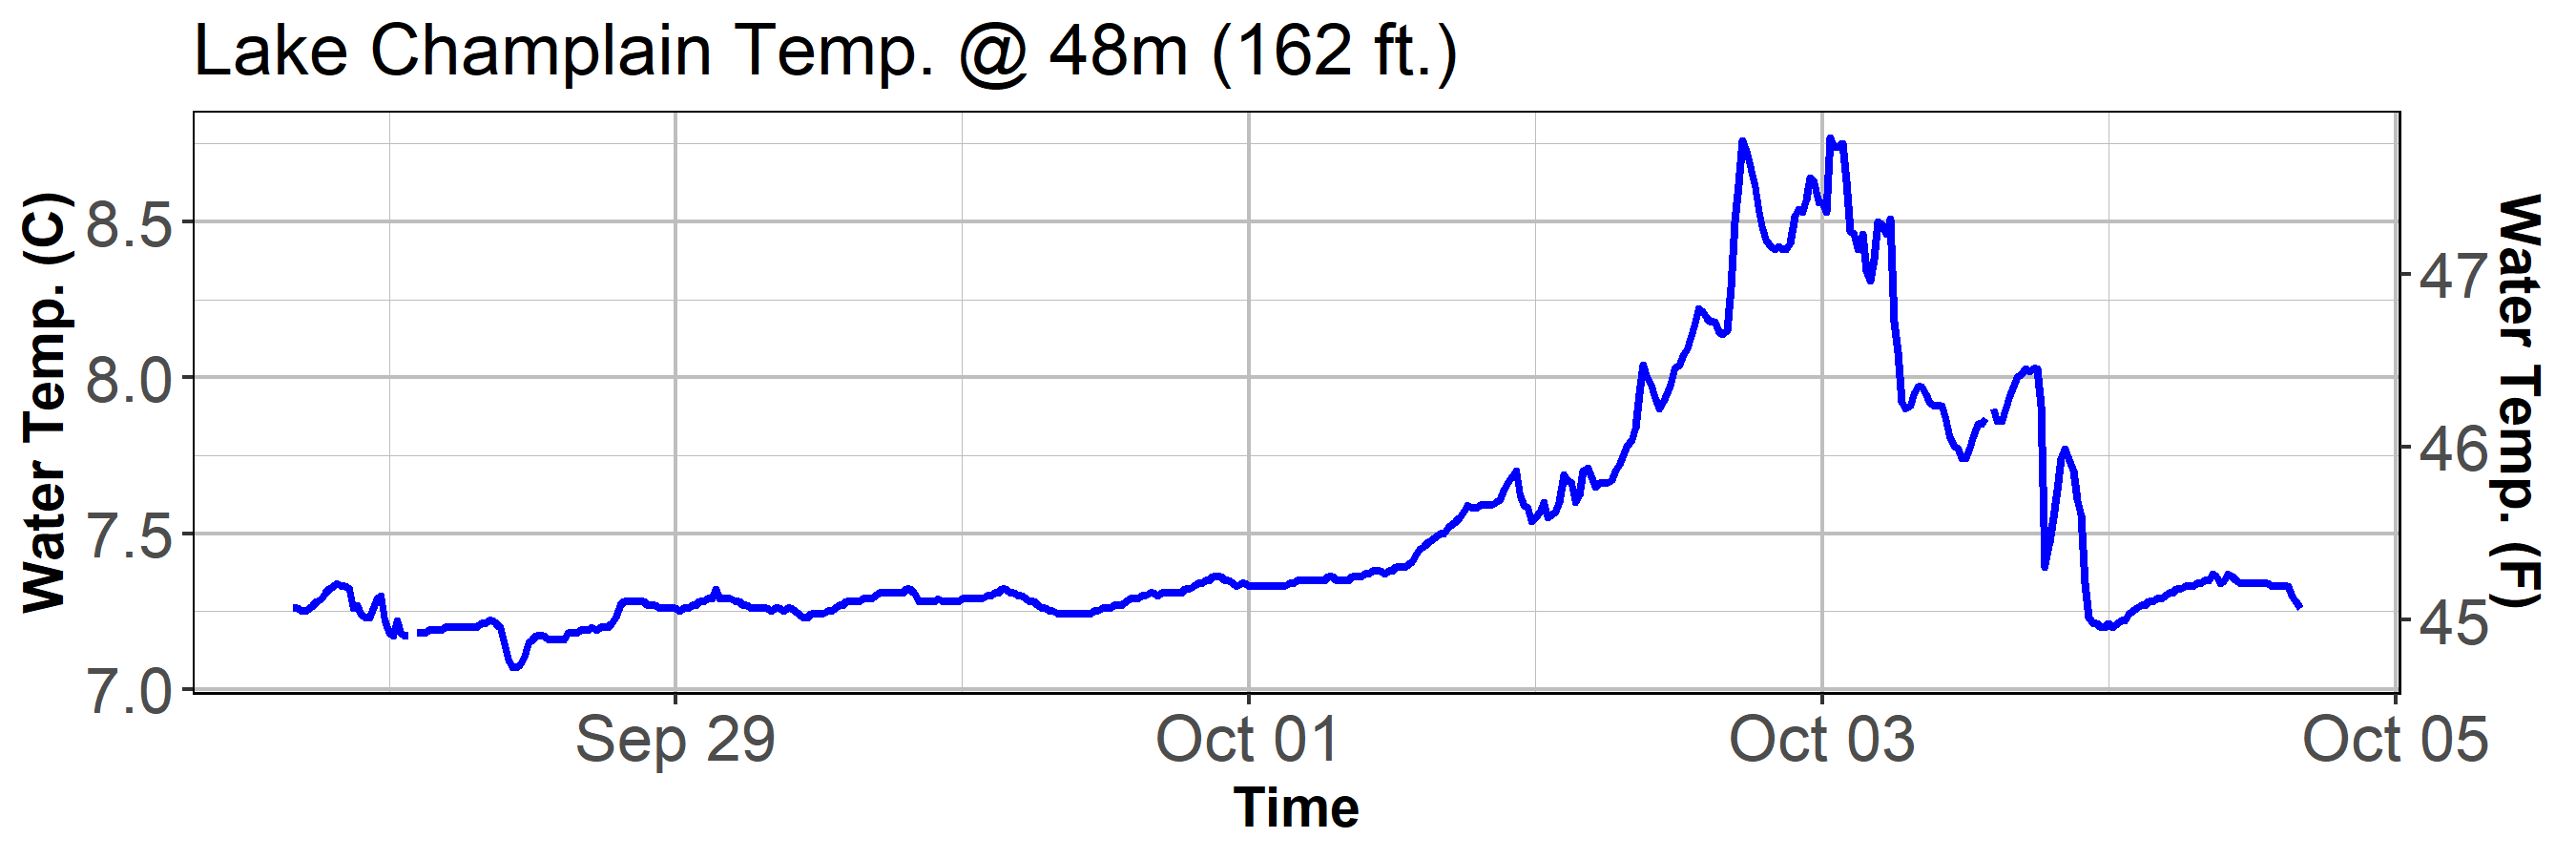 Lake Champlain Temp. @ 48m (162 ft.)
Water Temp. (C)
8.5
8.0
7.5
7.0
47
46
45
Water Temp. (F)
Sep 29
Oct 01
Oct 03
Oct 05
Time